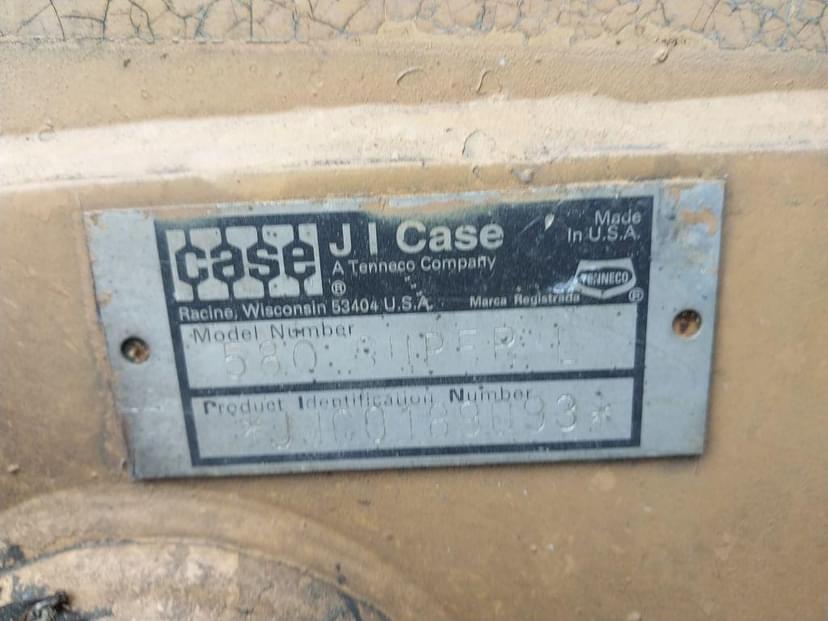 case
J I Case
A Tenneco Company
®
Racine, Wisconsin 53404 U.S.A.
Made
In U.S.A.
TENNECO
Marca Registrada ®
Model Number
580 SUPER L
Product Identification Number